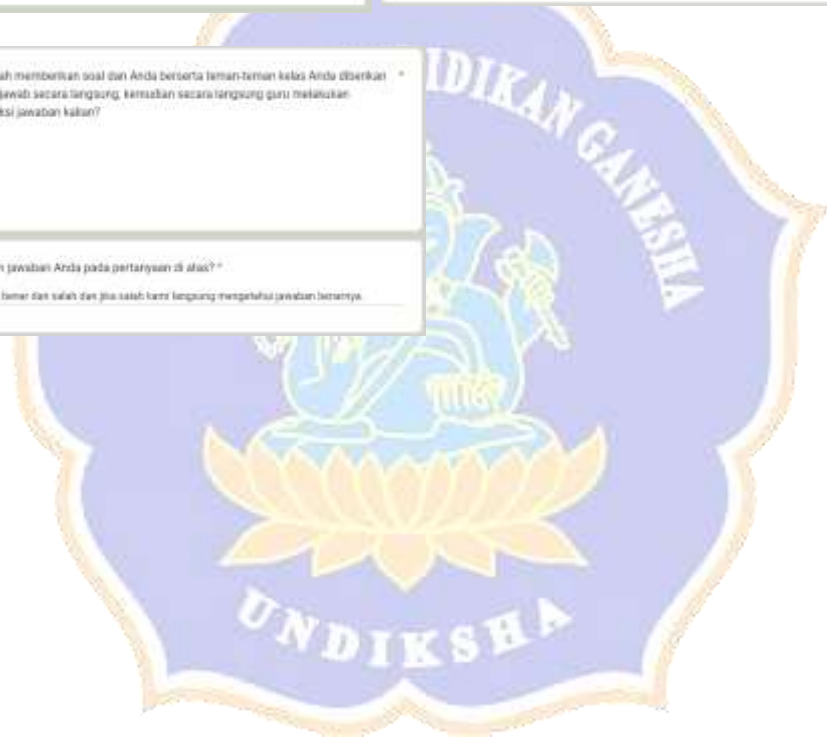 ah memberikan soal dan Anda berserta teman-teman kelas Anda diberikan *
jawab secara langsung, kemudian secara langsung guru melakukan
ksi jawaban kalian?
n jawaban Anda pada pertanyaan di atas? *
benar dan salah dan jika salah kami langsung mengetahui jawaban benarnya.
IDIKAN GANESHA
UNDIKSHA